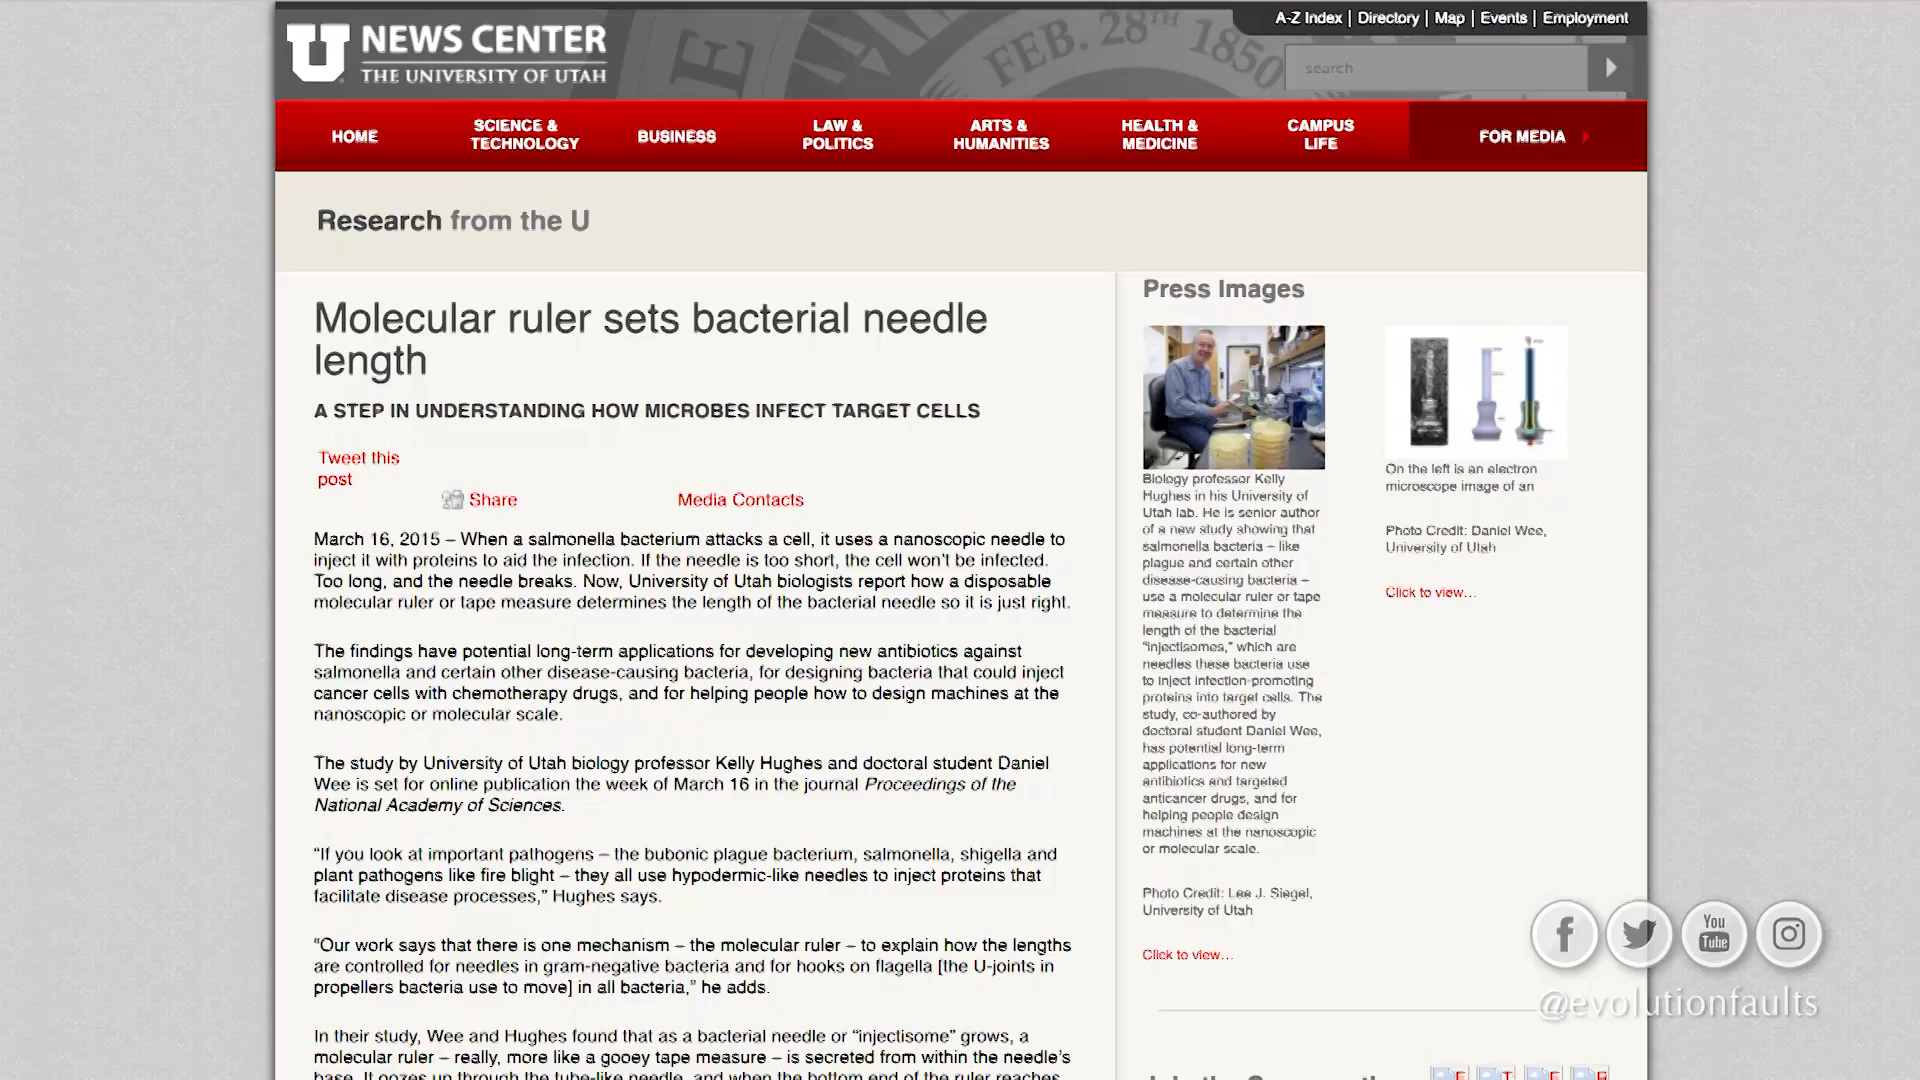 NEWS CENTER
THE UNIVERSITY OF UTAH
FEB. 28TH 1850
A-Z Index | Directory | Map | Events | Employment
search
HOME
SCIENCE &
TECHNOLOGY
BUSINESS
LAW &
POLITICS
ARTS &
HUMANITIES
HEALTH &
MEDICINE
CAMPUS
LIFE
FOR MEDIA
Research from the U
Molecular ruler sets bacterial needle
length
A STEP IN UNDERSTANDING HOW MICROBES INFECT TARGET CELLS
Tweet this
post
Share
Media Contacts
March 16, 2015 – When a salmonella bacterium attacks a cell, it uses a nanoscopic needle to
inject it with proteins to aid the infection. If the needle is too short, the cell won’t be infected.
Too long, and the needle breaks. Now, University of Utah biologists report how a disposable
molecular ruler or tape measure determines the length of the bacterial needle so it is just right.
The findings have potential long-term applications for developing new antibiotics against
salmonella and certain other disease-causing bacteria, for designing bacteria that could inject
cancer cells with chemotherapy drugs, and for helping people how to design machines at the
nanoscopic or molecular scale.
The study by University of Utah biology professor Kelly Hughes and doctoral student Daniel
Wee is set for online publication the week of March 16 in the journal Proceedings of the
National Academy of Sciences.
“If you look at important pathogens – the bubonic plague bacterium, salmonella, shigella and
plant pathogens like fire blight – they all use hypodermic-like needles to inject proteins that
facilitate disease processes,” Hughes says.
“Our work says that there is one mechanism – the molecular ruler – to explain how the lengths
are controlled for needles in gram-negative bacteria and for hooks on flagella [the U-joints in
propellers bacteria use to move] in all bacteria,” he adds.
In their study, Wee and Hughes found that as a bacterial needle or “injectisome” grows, a
molecular ruler – really, more like a gooey tape measure – is secreted from within the needle’s
base. It oozes up through the tube-like needle, and when the bottom end of the ruler reaches
Press Images
Biology professor Kelly
Hughes in his University of
Utah lab. He is senior author
of a new study showing that
salmonella bacteria – like
plague and certain other
disease-causing bacteria –
use a molecular ruler or tape
measure to determine the
length of the bacterial
“injectisomes,” which are
needles these bacteria use
to inject infection-promoting
proteins into target cells. The
study, co-authored by
doctoral student Daniel Wee,
has potential long-term
applications for new
antibiotics and targeted
anticancer drugs, and for
helping people design
machines at the nanoscopic
or molecular scale.
Photo Credit: Lee J. Siegel,
University of Utah
Click to view…
On the left is an electron
microscope image of an
Photo Credit: Daniel Wee,
University of Utah
Click to view…
You
Tube
@evolutionfaults